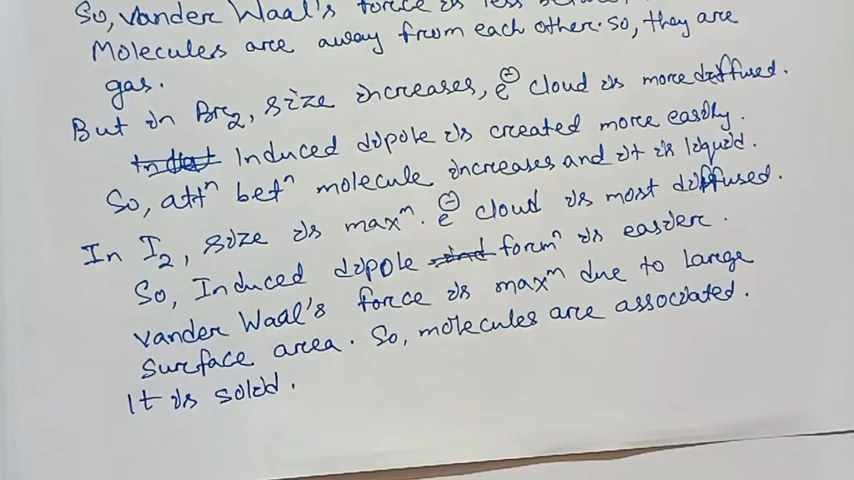 So, vander Waal's force is less
Molecules are away from each other. So, they are
gas.
But in Br2, size increases, e⊖ cloud is more diffused.
Induced dipole is created more easily.
So, attⁿ betⁿ molecule increases and it is liquid.
In I2, size is maxᵐ. e⊖ cloud is most diffused.
So, Induced dipole formⁿ is easier.
vander Waal's force is maxᵐ due to large
surface area. So, molecules are associated.
It is solid.